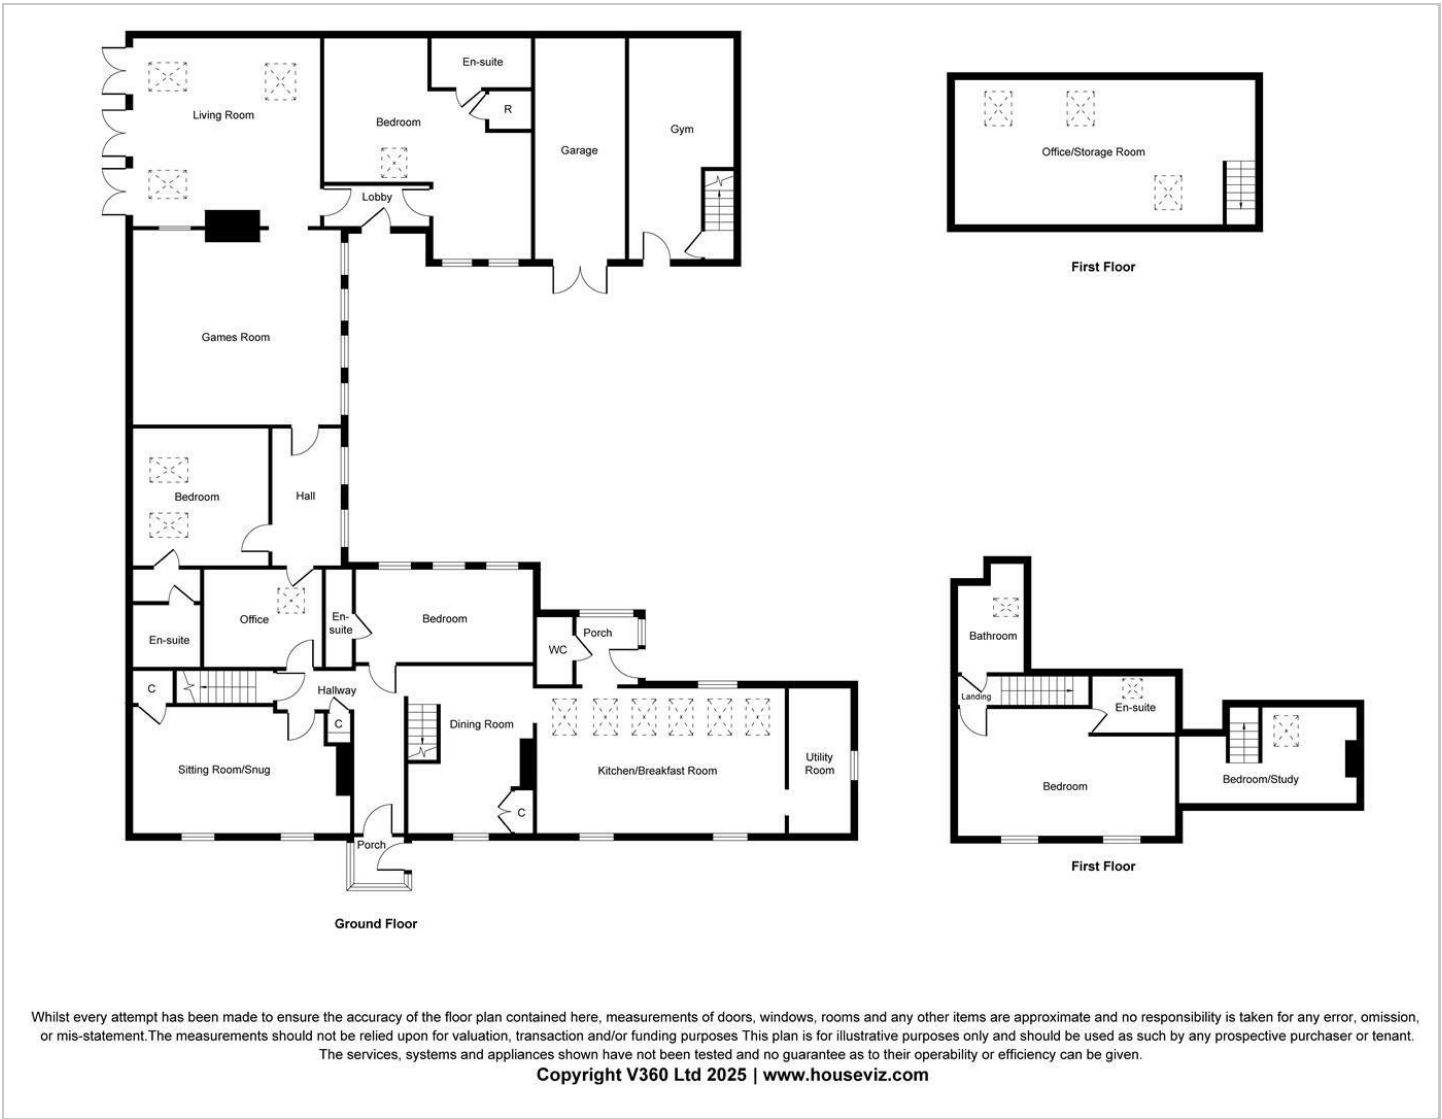 En-suite
Living Room
R
Bedroom
Gym
Garage
Office/Storage Room
Lobby
First Floor
Games Room
Bedroom
Hall
Office
En-
suite
Bedroom
En-suite
WC
Porch
Bathroom
C
Hallway
Landing
C
Dining Room
En-suite
Sitting Room/Snug
Kitchen/Breakfast Room
Utility
Room
Bedroom
Bedroom/Study
C
Porch
First Floor
Ground Floor
Whilst every attempt has been made to ensure the accuracy of the floor plan contained here, measurements of doors, windows, rooms and any other items are approximate and no responsibility is taken for any error, omission,
or mis-statement.The measurements should not be relied upon for valuation, transaction and/or funding purposes This plan is for illustrative purposes only and should be used as such by any prospective purchaser or tenant.
The services, systems and appliances shown have not been tested and no guarantee as to their operability or efficiency can be given.
Copyright V360 Ltd 2025 | www.houseviz.com